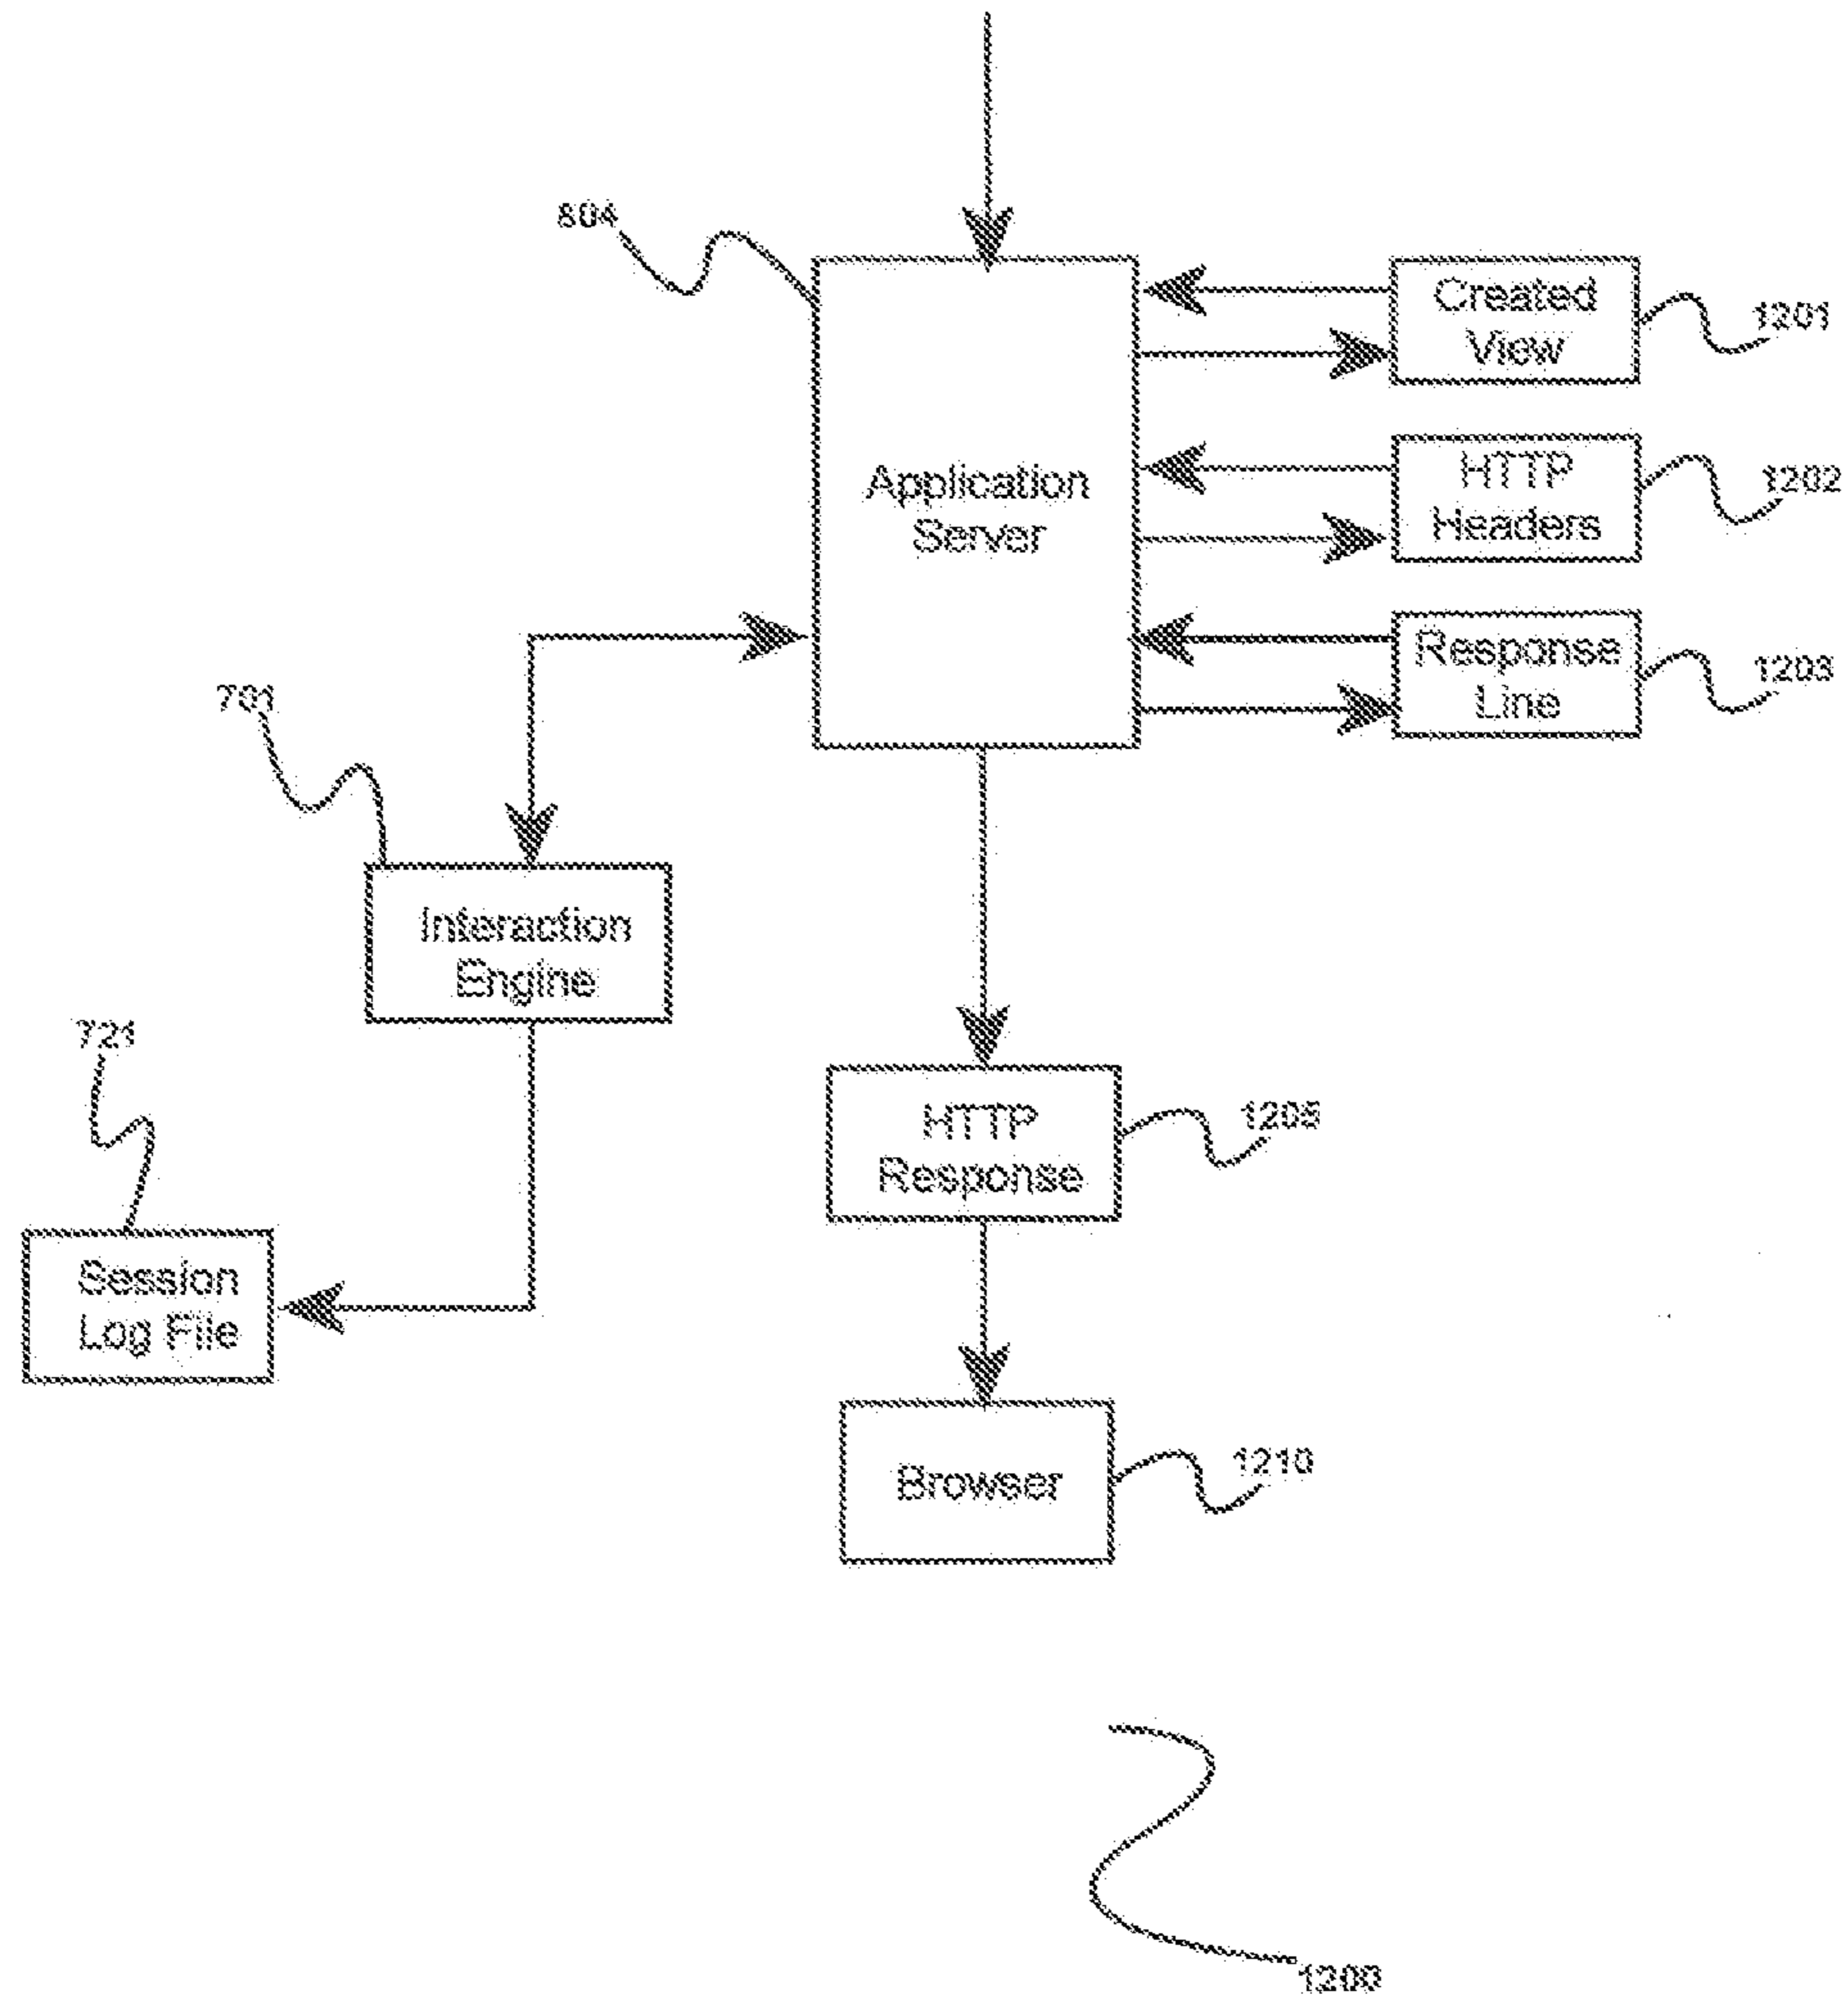 804
Created
View
1201
Application
Server
HTTP
Headers
1202
Response
Line
1203
701
Interaction
Engine
721
HTTP
Response
1205
Session
Log File
Browser
1210
1200